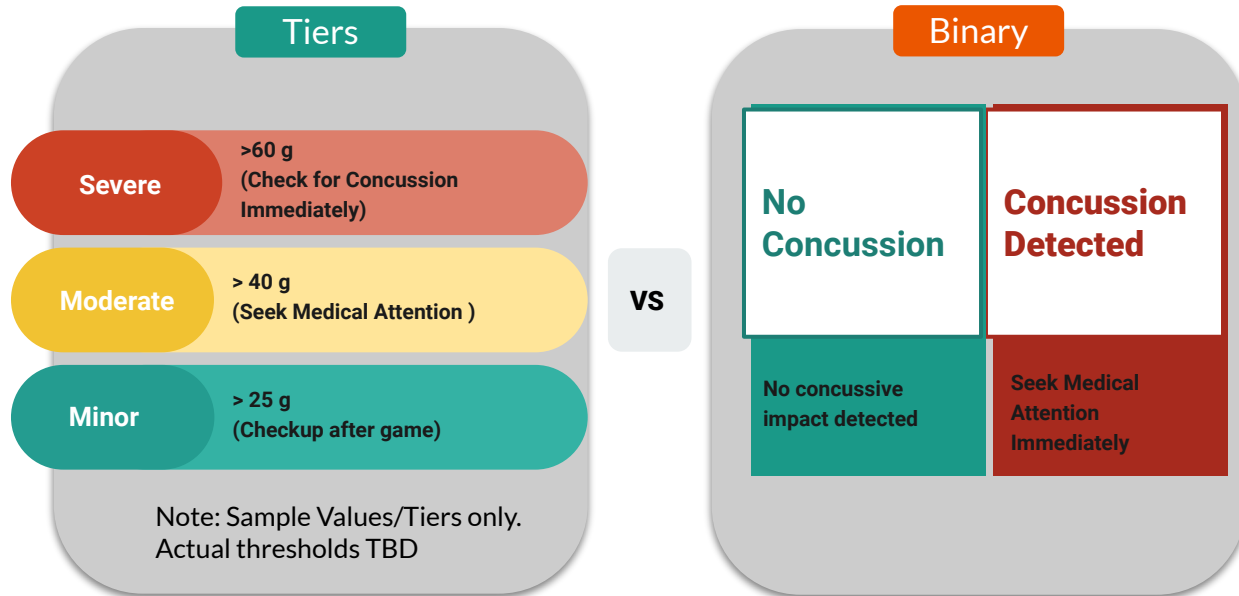 Tiers
Severe
>60 g
(Check for Concussion
Immediately)
Moderate
> 40 g
(Seek Medical Attention )
Minor
> 25 g
(Checkup after game)
Note: Sample Values/Tiers only.
Actual thresholds TBD
VS
Binary
No
Concussion
Concussion
Detected
No concussive
impact detected
Seek Medical
Attention
Immediately